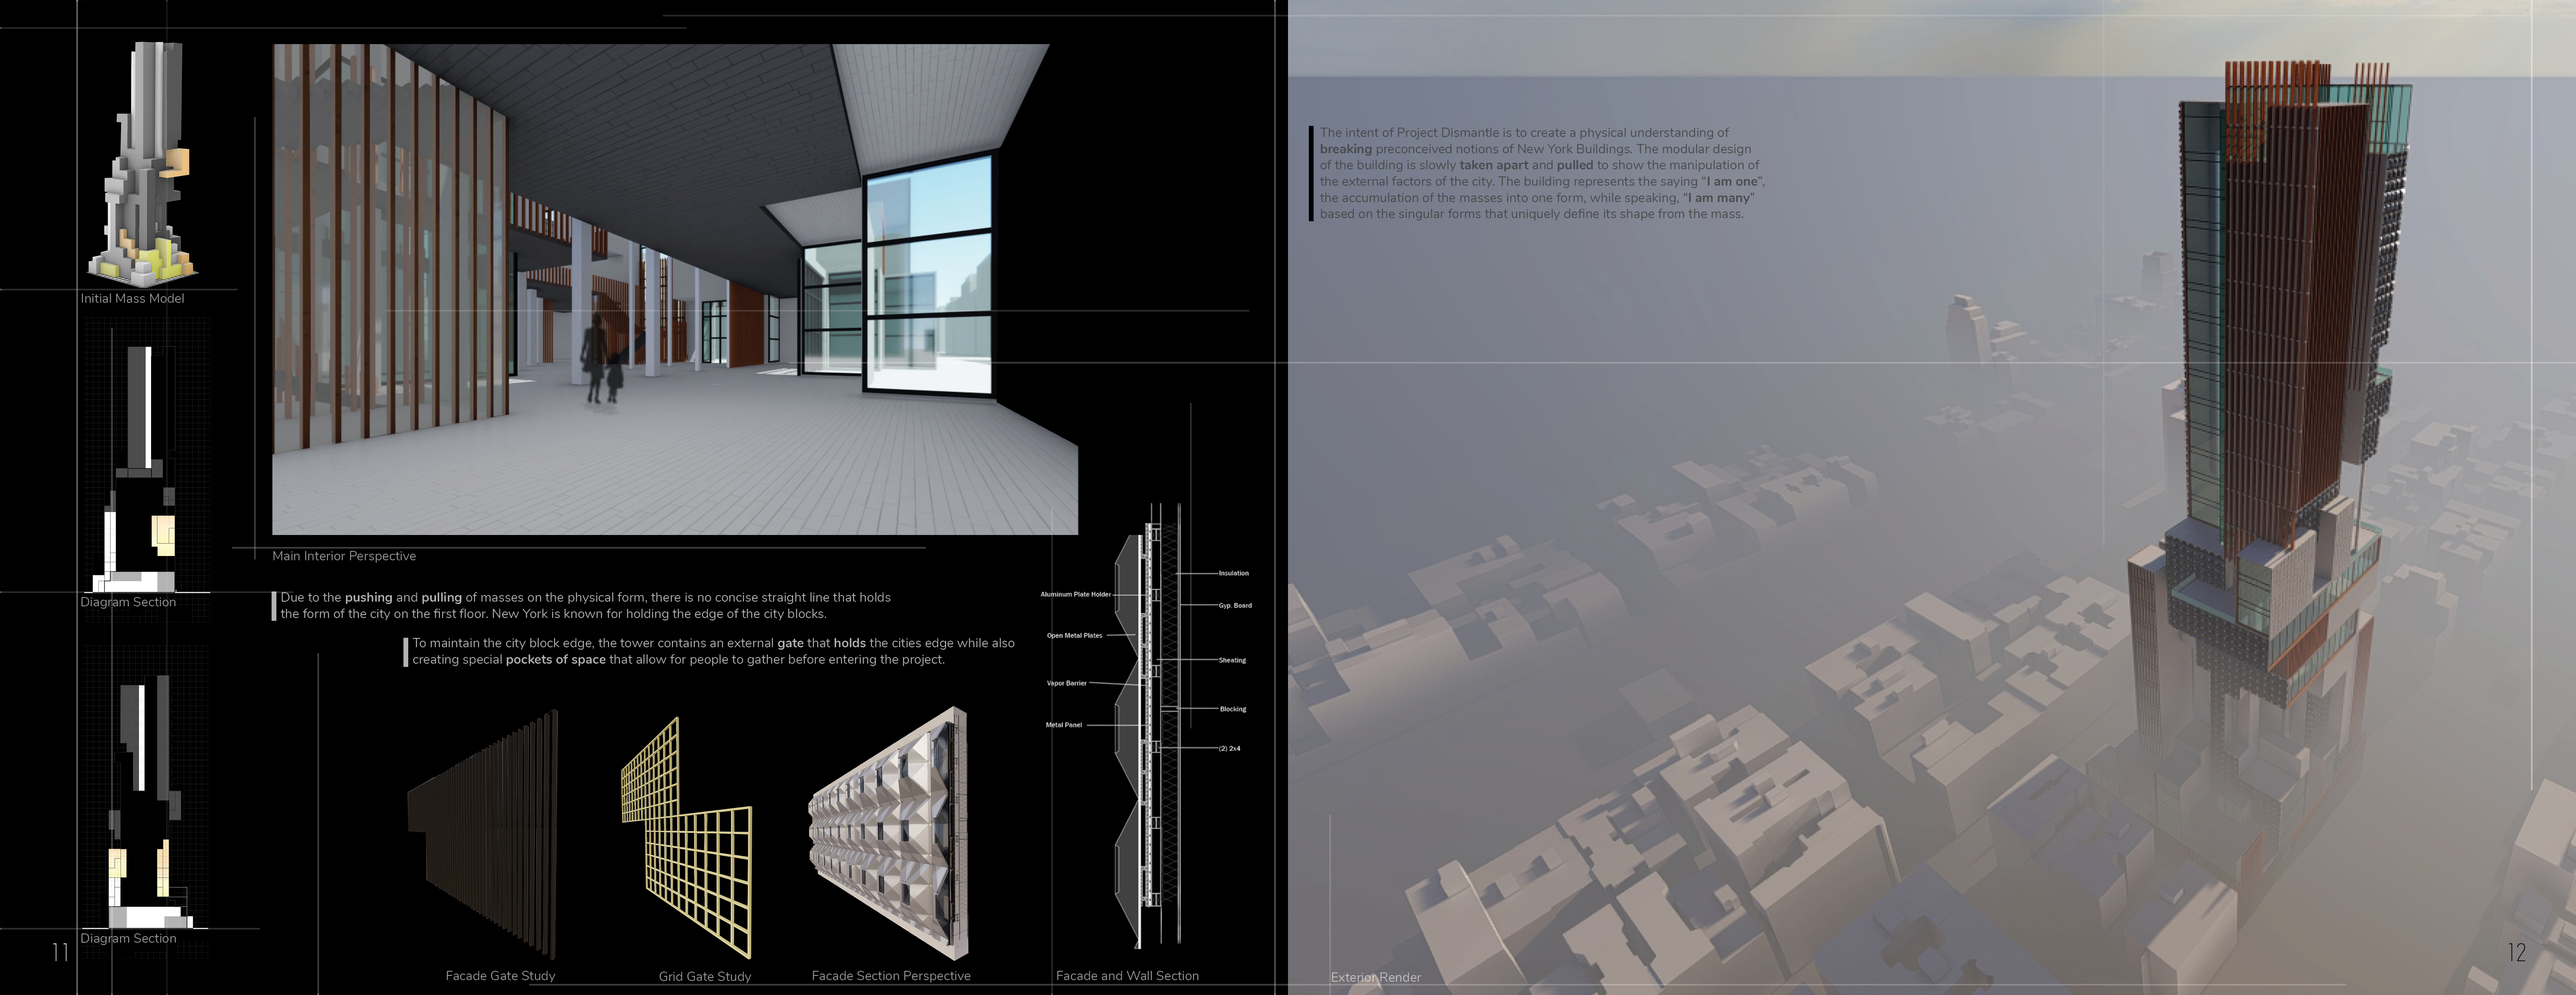 Initial Mass Model
Diagram Section
Diagram Section
11
Main Interior Perspective
Due to the pushing and pulling of masses on the physical form, there is no concise straight line that holds
the form of the city on the first floor. New York is known for holding the edge of the city blocks.
To maintain the city block edge, the tower contains an external gate that holds the cities edge while also
creating special pockets of space that allow for people to gather before entering the project.
Facade Gate Study
Grid Gate Study
Facade Section Perspective
Aluminum Plate Holder
Open Metal Plates
Vapor Barrier
Metal Panel
Insulation
Gyp. Board
Sheating
Blocking
(2) 2x4
Facade and Wall Section
The intent of Project Dismantle is to create a physical understanding of
breaking preconceived notions of New York Buildings. The modular design
of the building is slowly taken apart and pulled to show the manipulation of
the external factors of the city. The building represents the saying “I am one”,
the accumulation of the masses into one form, while speaking, “I am many”
based on the singular forms that uniquely define its shape from the mass.
Exterior Render
12